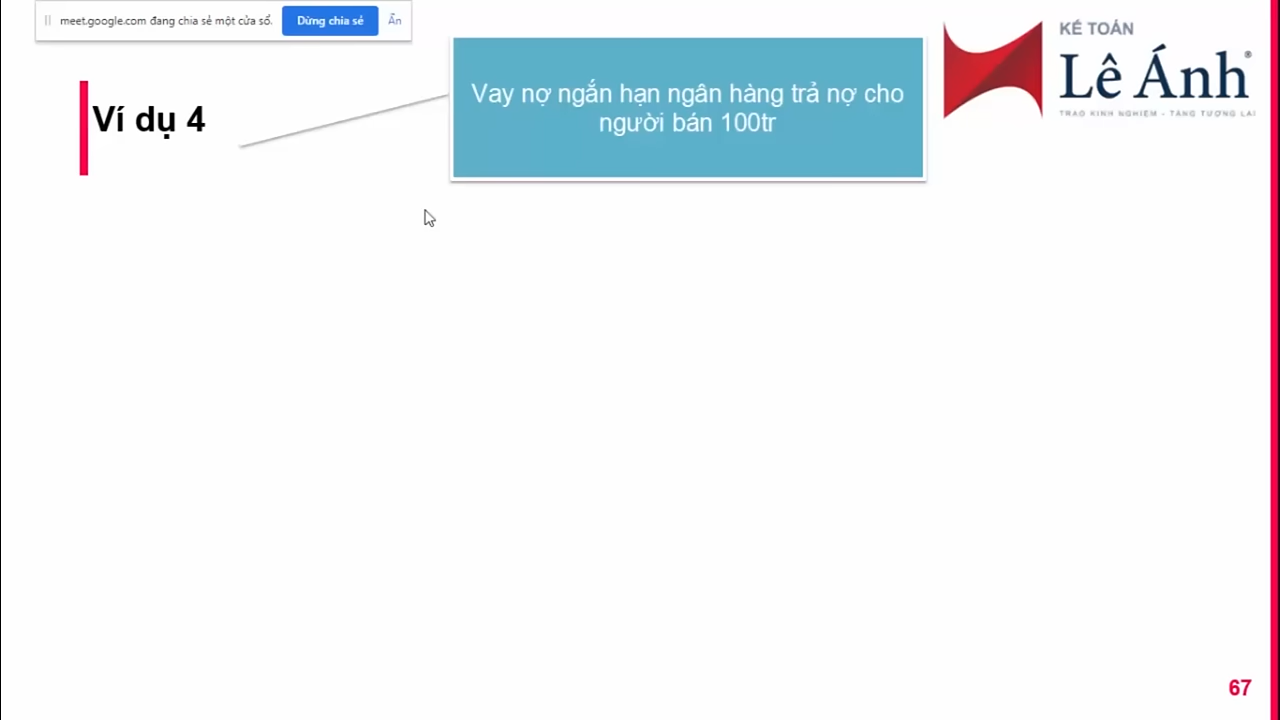 meet.google.com đang chia sẻ một cửa sổ.
Dừng chia sẻ
Ẩn
KẾ TOÁN
Lê Ánh®
TRAO KINH NGHIỆM - TẶNG TƯƠNG LAI
Ví dụ 4
Vay nợ ngắn hạn ngân hàng trả nợ cho
người bán 100tr
67